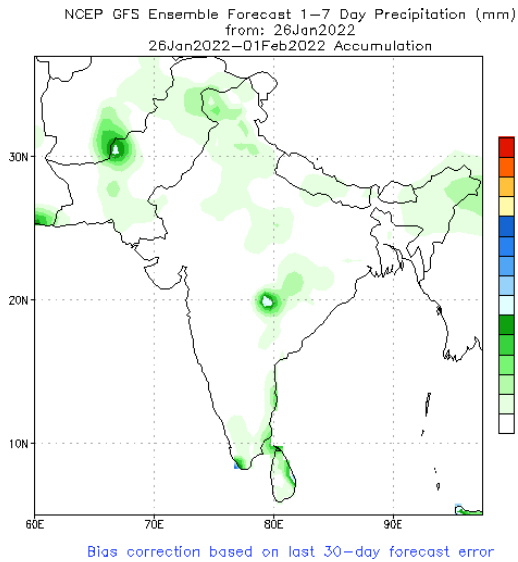 NCEP GFS Ensemble Forecast 1-7 Day Precipitation (mm)
from: 26Jan2022
26Jan2022-01Feb2022 Accumulation
30N
20N
10N
60E
70E
80E
90E
Bias correction based on last 30-day forecast error